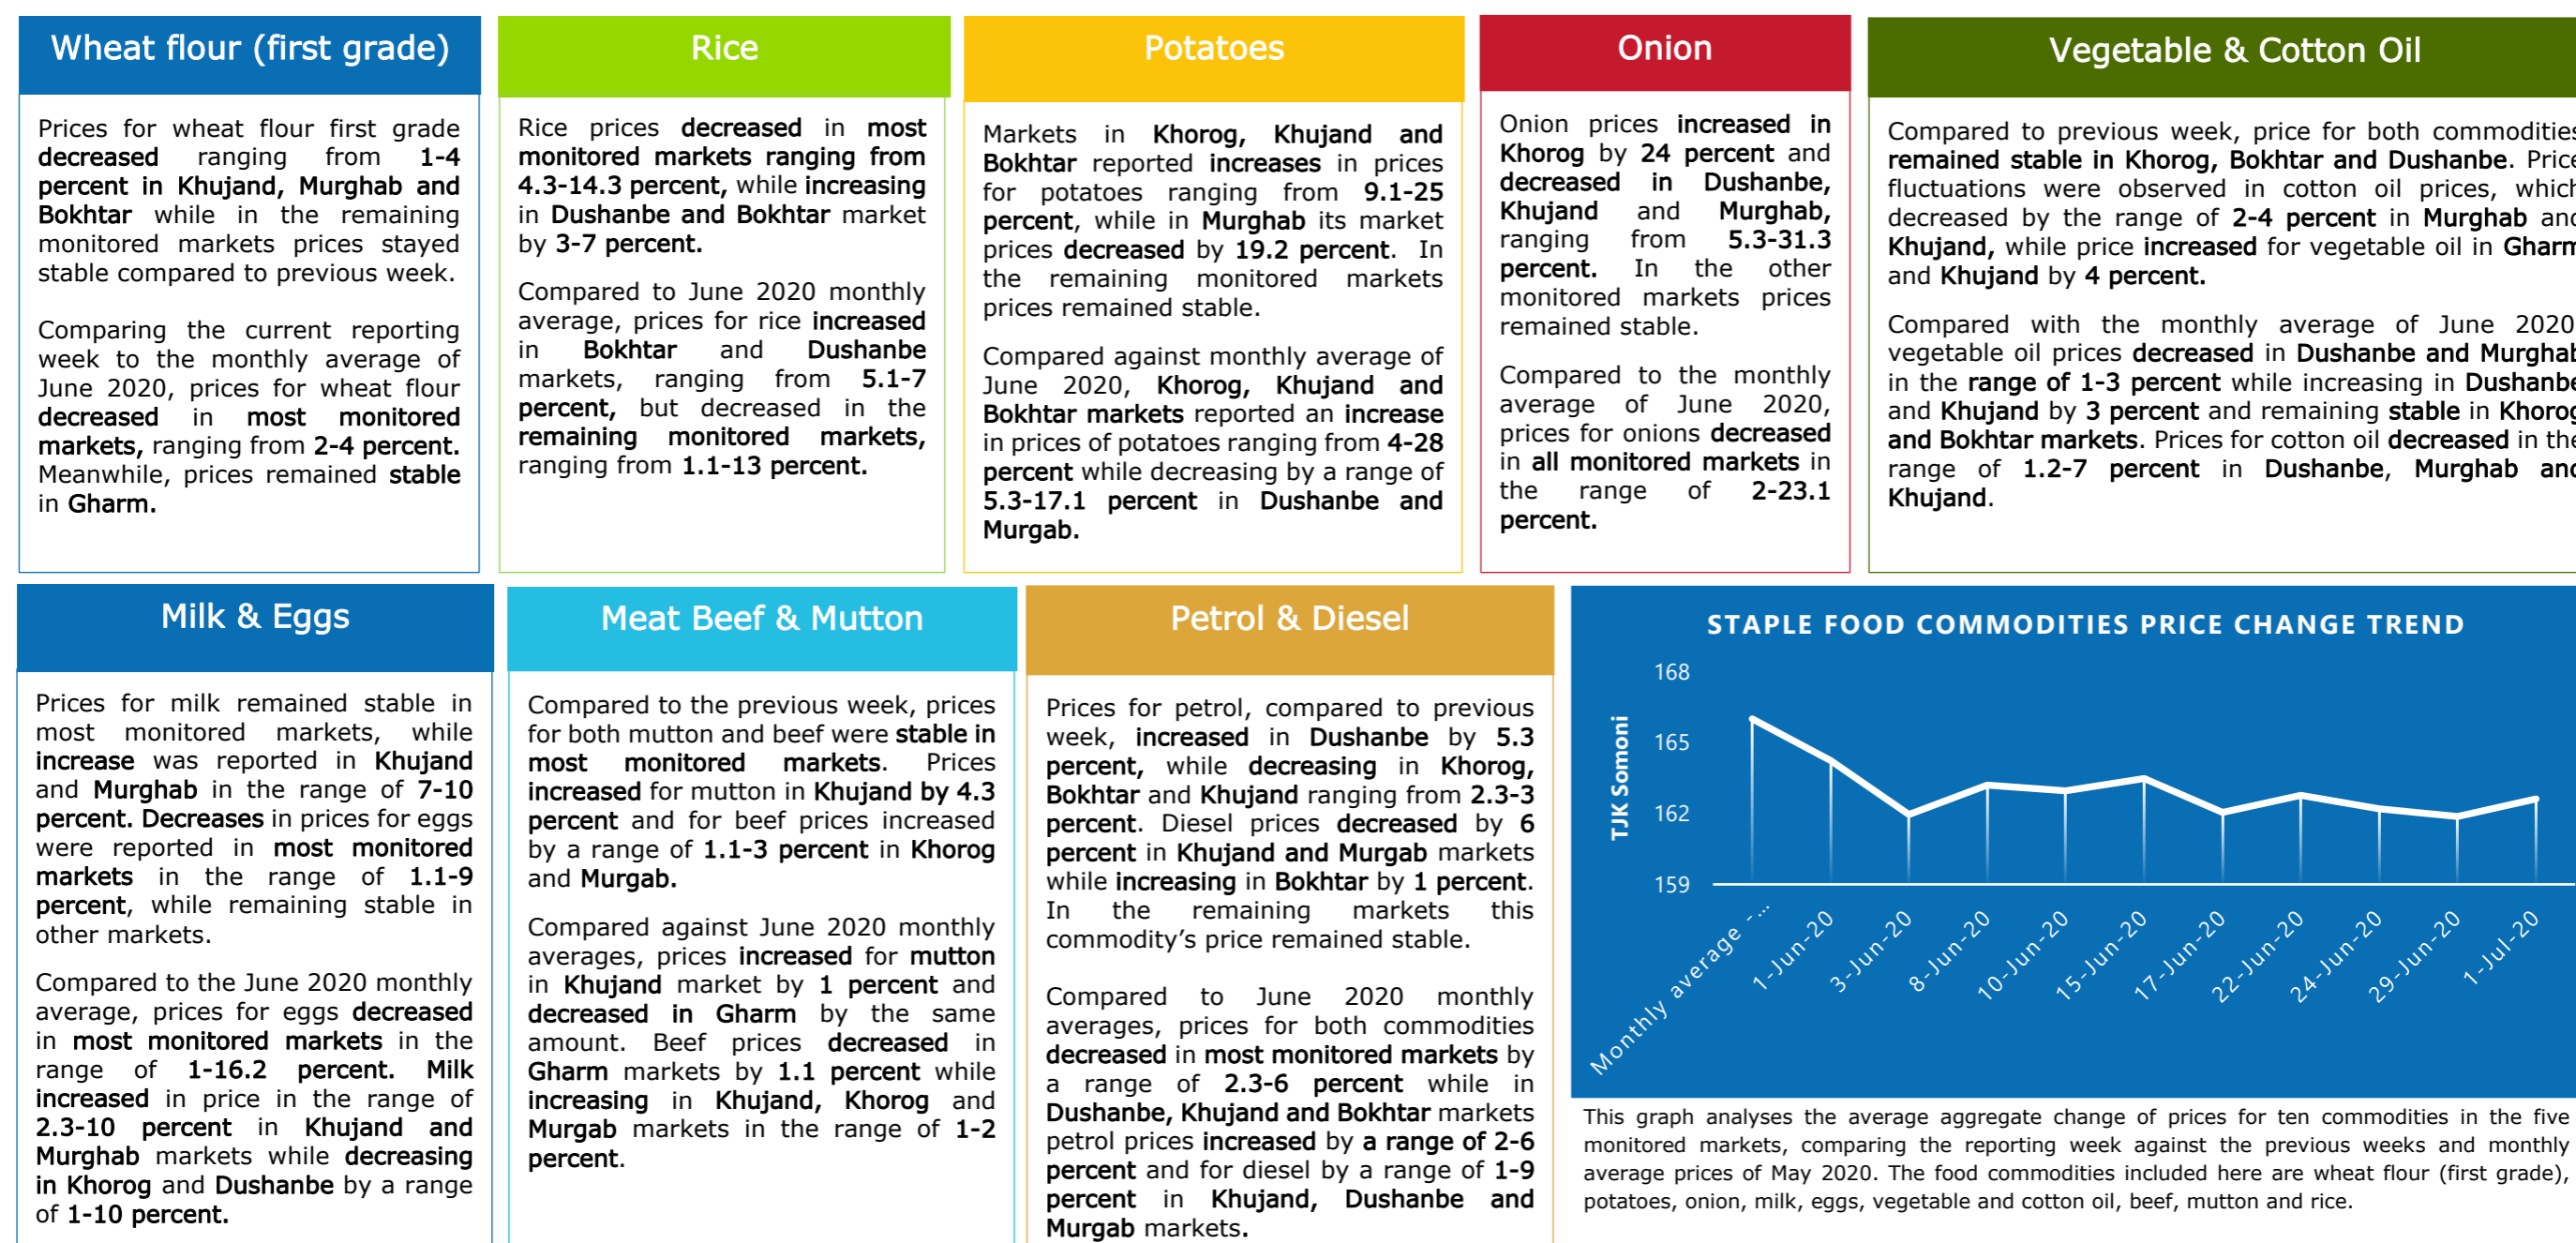 Wheat flour (first grade)
Prices for wheat flour first grade
decreased ranging from 1-4
percent in Khujand, Murghab and
Bokhtar while in the remaining
monitored markets prices stayed
stable compared to previous week.
Comparing the current reporting
week to the monthly average of
June 2020, prices for wheat flour
decreased in most monitored
markets, ranging from 2-4 percent.
Meanwhile, prices remained stable
in Gharm.
Rice
Rice prices decreased in most
monitored markets ranging from
4.3-14.3 percent, while increasing
in Dushanbe and Bokhtar market
by 3-7 percent.
Compared to June 2020 monthly
average, prices for rice increased
in Bokhtar and Dushanbe
markets, ranging from 5.1-7
percent, but decreased in the
remaining monitored markets,
ranging from 1.1-13 percent.
Potatoes
Markets in Khorog, Khujand and
Bokhtar reported increases in prices
for potatoes ranging from 9.1-25
percent, while in Murghab its market
prices decreased by 19.2 percent. In
the remaining monitored markets
prices remained stable.
Compared against monthly average of
June 2020, Khorog, Khujand and
Bokhtar markets reported an increase
in prices of potatoes ranging from 4-28
percent while decreasing by a range of
5.3-17.1 percent in Dushanbe and
Murgab.
Onion
Onion prices increased in
Khorog by 24 percent and
decreased in Dushanbe,
Khujand and Murghab,
ranging from 5.3-31.3
percent. In the other
monitored markets prices
remained stable.
Compared to the monthly
average of June 2020,
prices for onions decreased
in all monitored markets in
the range of 2-23.1
percent.
Vegetable & Cotton Oil
Compared to previous week, price for both commodities
remained stable in Khorog, Bokhtar and Dushanbe. Price
fluctuations were observed in cotton oil prices, which
decreased by the range of 2-4 percent in Murghab and
Khujand, while price increased for vegetable oil in Gharm
and Khujand by 4 percent.
Compared with the monthly average of June 2020
vegetable oil prices decreased in Dushanbe and Murghab
in the range of 1-3 percent while increasing in Dushanbe
and Khujand by 3 percent and remaining stable in Khorog
and Bokhtar markets. Prices for cotton oil decreased in the
range of 1.2-7 percent in Dushanbe, Murghab and
Khujand.
Milk & Eggs
Prices for milk remained stable in
most monitored markets, while
increase was reported in Khujand
and Murghab in the range of 7-10
percent. Decreases in prices for eggs
were reported in most monitored
markets in the range of 1.1-9
percent, while remaining stable in
other markets.
Compared to the June 2020 monthly
average, prices for eggs decreased
in most monitored markets in the
range of 1-16.2 percent. Milk
increased in price in the range of
2.3-10 percent in Khujand and
Murghab markets while decreasing
in Khorog and Dushanbe by a range
of 1-10 percent.
Meat Beef & Mutton
Compared to the previous week, prices
for both mutton and beef were stable in
most monitored markets. Prices
increased for mutton in Khujand by 4.3
percent and for beef prices increased
by a range of 1.1-3 percent in Khorog
and Murgab.
Compared against June 2020 monthly
averages, prices increased for mutton
in Khujand market by 1 percent and
decreased in Gharm by the same
amount. Beef prices decreased in
Gharm markets by 1.1 percent while
increasing in Khujand, Khorog and
Murgab markets in the range of 1-2
percent.
Petrol & Diesel
Prices for petrol, compared to previous
week, increased in Dushanbe by 5.3
percent, while decreasing in Khorog,
Bokhtar and Khujand ranging from 2.3-3
percent. Diesel prices decreased by 6
percent in Khujand and Murgab markets
while increasing in Bokhtar by 1 percent.
In the remaining markets this
commodity's price remained stable.
Compared to June 2020 monthly
averages, prices for both commodities
decreased in most monitored markets by
a range of 2.3-6 percent while in
Dushanbe, Khujand and Bokhtar markets
petrol prices increased by a range of 2-6
percent and for diesel by a range of 1-9
percent in Khujand, Dushanbe and
Murgab markets.
STAPLE FOOD COMMODITIES PRICE CHANGE TREND
TJK Somoni
168
165
162
159
Monthly average -...
1-Jun-20
3-Jun-20
8-Jun-20
10-Jun-20
15-Jun-20
17-Jun-20
22-Jun-20
24-Jun-20
29-Jun-20
1-Jul-20
This graph analyses the average aggregate change of prices for ten commodities in the five
monitored markets, comparing the reporting week against the previous weeks and monthly
average prices of May 2020. The food commodities included here are wheat flour (first grade),
potatoes, onion, milk, eggs, vegetable and cotton oil, beef, mutton and rice.